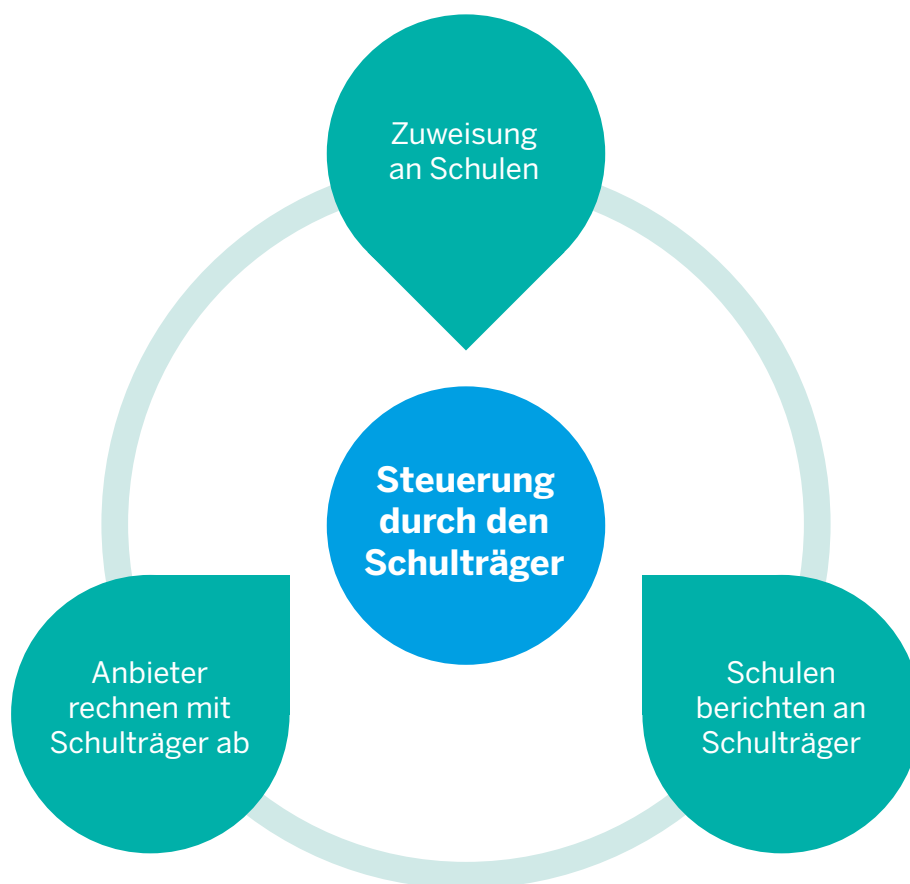 Zuweisung
an Schulen
Steuerung
durch den
Schulträger
Anbieter
rechnen mit
Schulträger ab
Schulen
berichten an
Schulträger